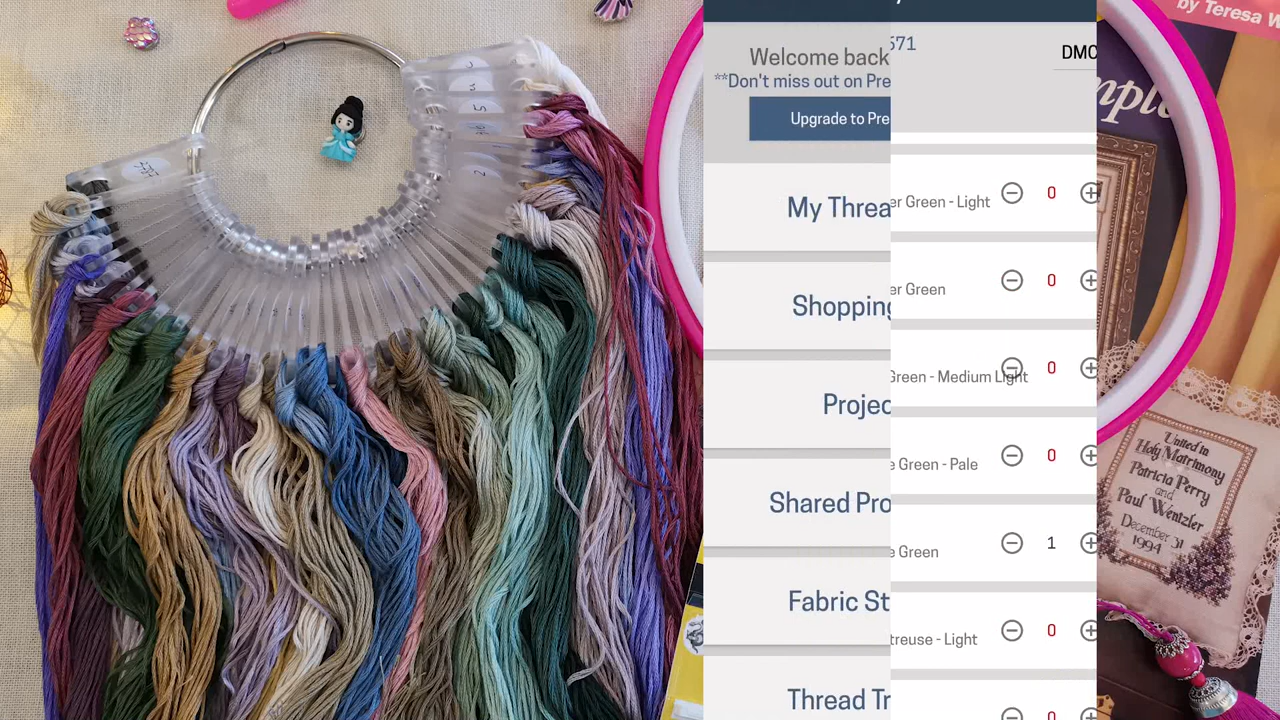 by Teresa W
mple
Welcome back
**Don't miss out on Pre
Upgrade to Pre
My Threa
Shopping
Projec
Shared Pro
Fabric St
Thread Tr
571
DMC
er Green - Light
0
er Green
0
Green - Medium Light
0
e Green - Pale
0
e Green
1
treuse - Light
0
0
United in
Holy Matrimony
Patricia Perry
and
Paul Wentzler
December 31
1994